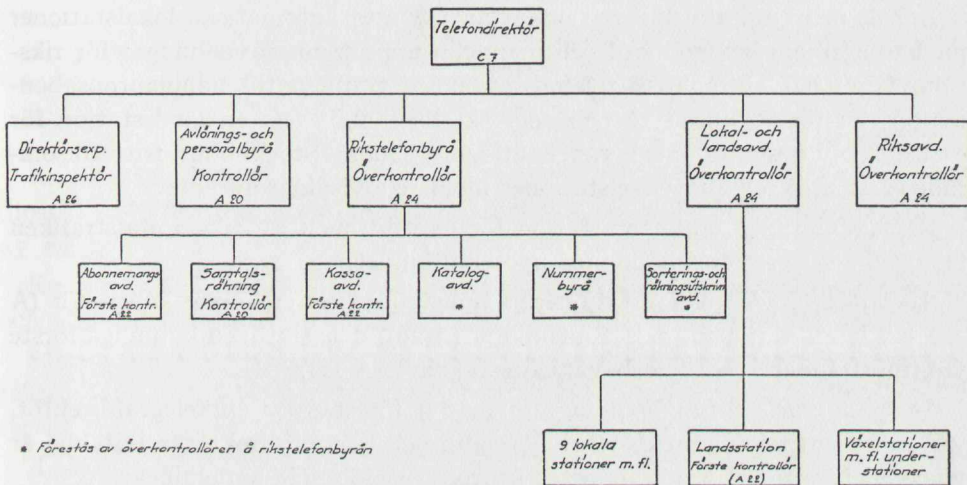 Telefondirektör
C 7
Direktörsexp.
Trafikinspektör
A 26
Avlönings- och
personalbyrå
Kontrollör
A 20
Rikstelefonbyrå
Överkontrollör
A 24
Lokal- och
landsavd.
Överkontrollör
A 24
Riksavd.
Överkontrollör
A 24
Abonnemangs
avd.
Förste kontr.
A 22
Samtals-
räkning
Kontrollör
A 20
Kassa-
avd.
Förste kontr.
A 22
Katalog-
avd.
*
Nummer-
byrå
*
Sorterings- och
räkningsutskrivn.
avd.
*
* Förestås av överkontrollören å rikstelefonbyrån
9 lokala
stationer m. fl.
Landsstation
Förste kontrollör
(A 22)
Växelstationer
m. fl. under-
stationer